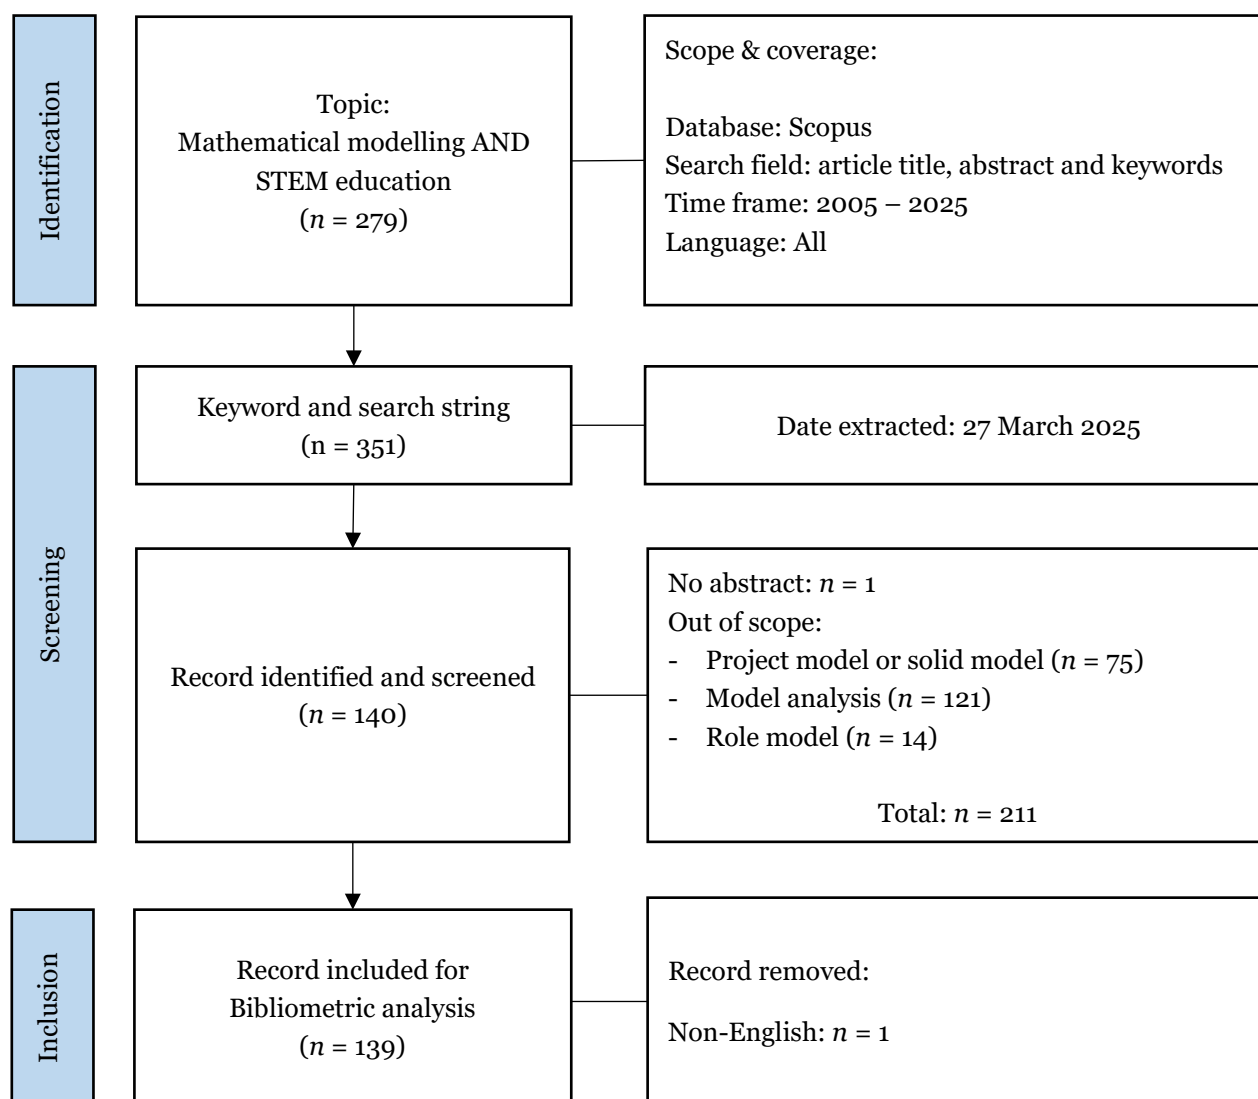 Identification
Topic:
Mathematical modelling AND
STEM education
(n = 279)
Scope & coverage:
Database: Scopus
Search field: article title, abstract and keywords
Time frame: 2005 – 2025
Language: All
Screening
Keyword and search string
(n = 351)
Date extracted: 27 March 2025
Record identified and screened
(n = 140)
No abstract: n = 1
Out of scope:
- Project model or solid model (n = 75)
- Model analysis (n = 121)
- Role model (n = 14)
Total: n = 211
Inclusion
Record included for
Bibliometric analysis
(n = 139)
Record removed:
Non-English: n = 1